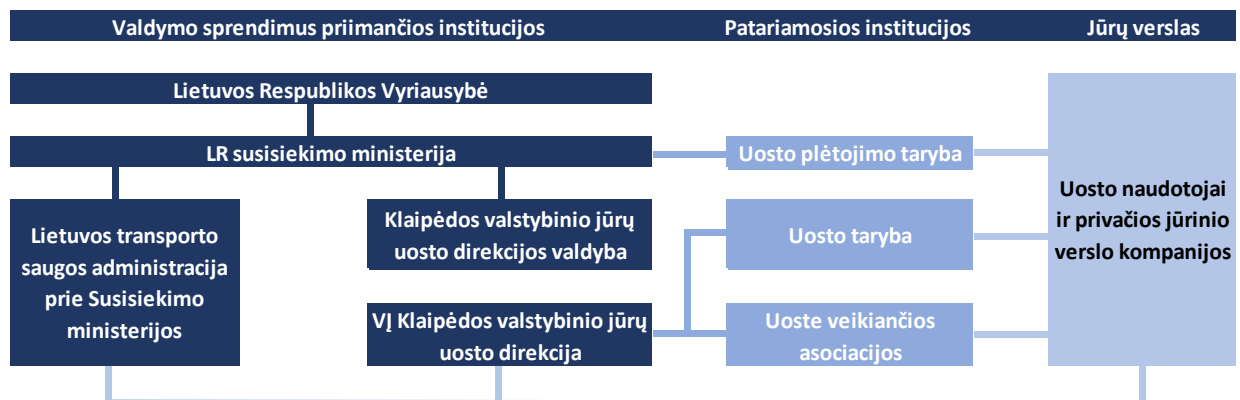 Valdymo sprendimus priimančios institucijos
Patariamosios institucijos
Jūrų verslas
Lietuvos Respublikos Vyriausybė
LR susisiekimo ministerija
Uosto plėtojimo taryba
Lietuvos transporto
saugos administracija
prie Susisiekimo
ministerijos
Klaipėdos valstybinio jūrų
uosto direkcijos valdyba
Uosto taryba
Uosto naudotojai
ir privačios jūrinio
verslo kompanijos
VĮ Klaipėdos valstybinio jūrų
uosto direkcija
Uoste veikiančios
asociacijos